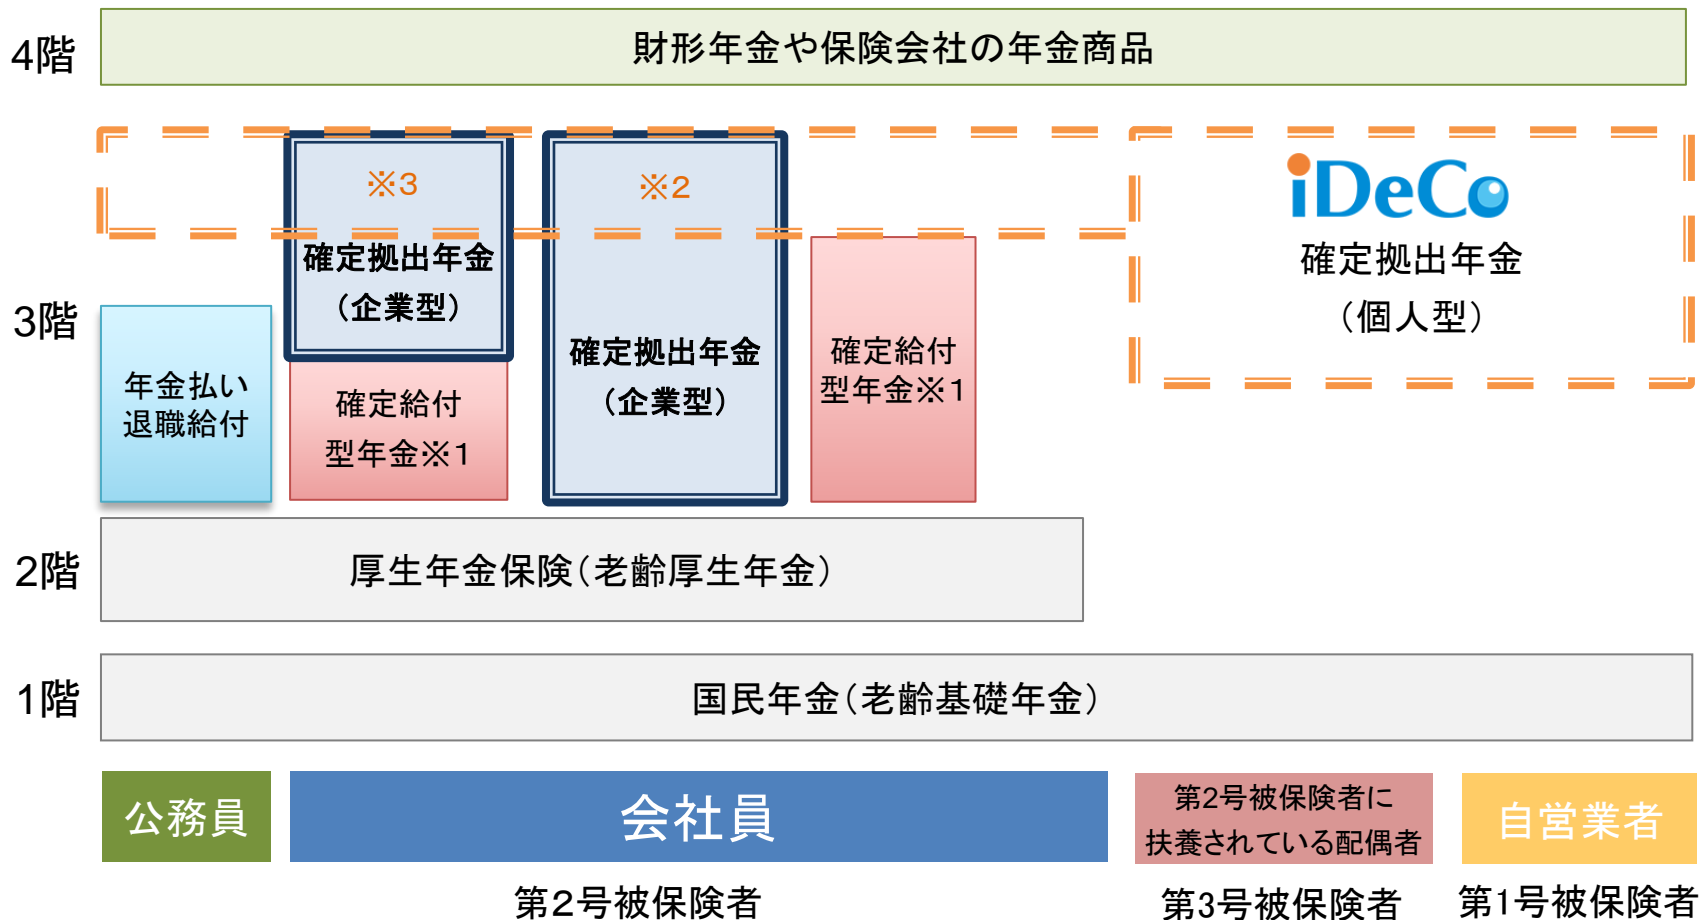 4階
財形年金や保険会社の年金商品
※3
※2
iDeCo
確定拠出年金
（企業型）
確定拠出年金
（個人型）
3階
年金払い
退職給付
確定給付
型年金※1
確定拠出年金
（企業型）
確定給付
型年金※1
2階
厚生年金保険（老齢厚生年金）
1階
国民年金（老齢基礎年金）
公務員
会社員
第2号被保険者に
扶養されている配偶者
自営業者
第2号被保険者
第3号被保険者
第1号被保険者